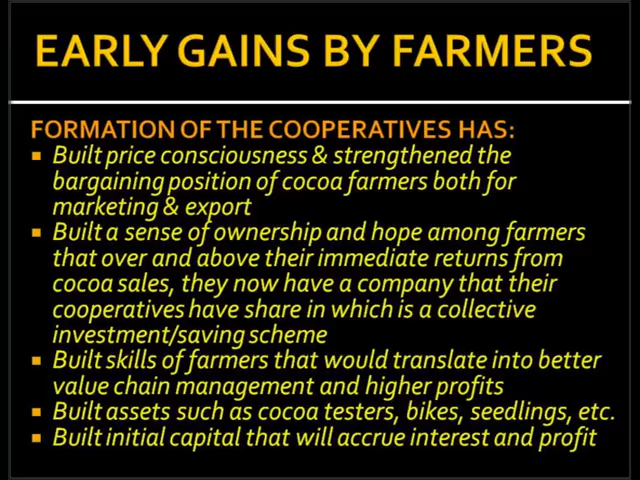 EARLY GAINS BY FARMERS
FORMATION OF THE COOPERATIVES HAS:
▪ Built price consciousness & strengthened the
bargaining position of cocoa farmers both for
marketing & export
▪ Built a sense of ownership and hope among farmers
that over and above their immediate returns from
cocoa sales, they now have a company that their
cooperatives have share in which is a collective
investment/saving scheme
▪ Built skills of farmers that would translate into better
value chain management and higher profits
▪ Built assets such as cocoa testers, bikes, seedlings, etc.
▪ Built initial capital that will accrue interest and profit